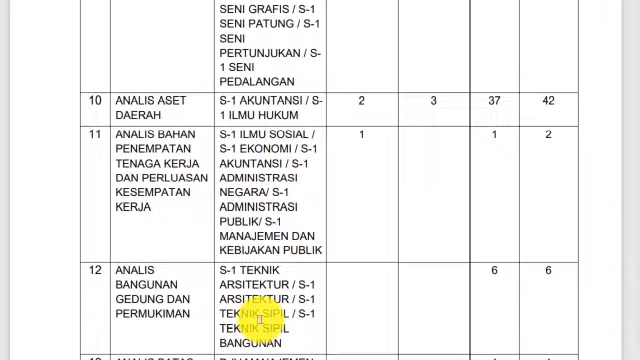 SENI GRAFIS / S-1
SENI PATUNG / S-1
SENI
PERTUNJUKAN / S-
1 SENI
PEDALANGAN
10 ANALIS ASET S-1 AKUNTANSI / S- 2 3 37 42
DAERAH 1 ILMU HUKUM
11 ANALIS BAHAN S-1 ILMU SOSIAL / 1 1 2
PENEMPATAN S-1 EKONOMI / S-1
TENAGA KERJA AKUNTANSI / S-1
DAN PERLUASAN ADMINISTRASI
KESEMPATAN NEGARA/ S-1
KERJA ADMINISTRASI
PUBLIK/ S-1
MANAJEMEN DAN
KEBIJAKAN PUBLIK
12 ANALIS S-1 TEKNIK 6 6
BANGUNAN ARSITEKTUR / S-1
GEDUNG DAN ARSITEKTUR / S-1
PERMUKIMAN TEKNIK SIPIL / S-1
TEKNIK SIPIL
BANGUNAN